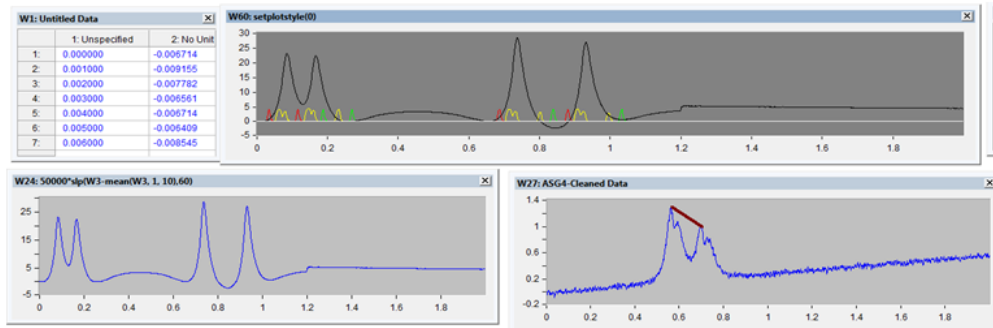 W1: Untitled Data
1: Unspecified 2: No Unit
1: 0.000000 -0.006714
2: 0.001000 -0.009155
3: 0.002000 -0.007782
4: 0.003000 -0.006561
5: 0.004000 -0.006714
6: 0.005000 -0.006409
7: 0.006000 -0.008545
W60: setplotstyle(0)
30
25
20
15
10
5
0
-5
0 0.2 0.4 0.6 0.8 1 1.2 1.4 1.6 1.8
W24: 50000*slp(W3-mean(W3, 1, 10),60)
25
15
5
-5
0 0.2 0.4 0.6 0.8 1 1.2 1.4 1.6 1.8
W27: ASG4-Cleaned Data
1.4
1
0.6
0.2
-0.2
0 0.2 0.4 0.6 0.8 1 1.2 1.4 1.6 1.8